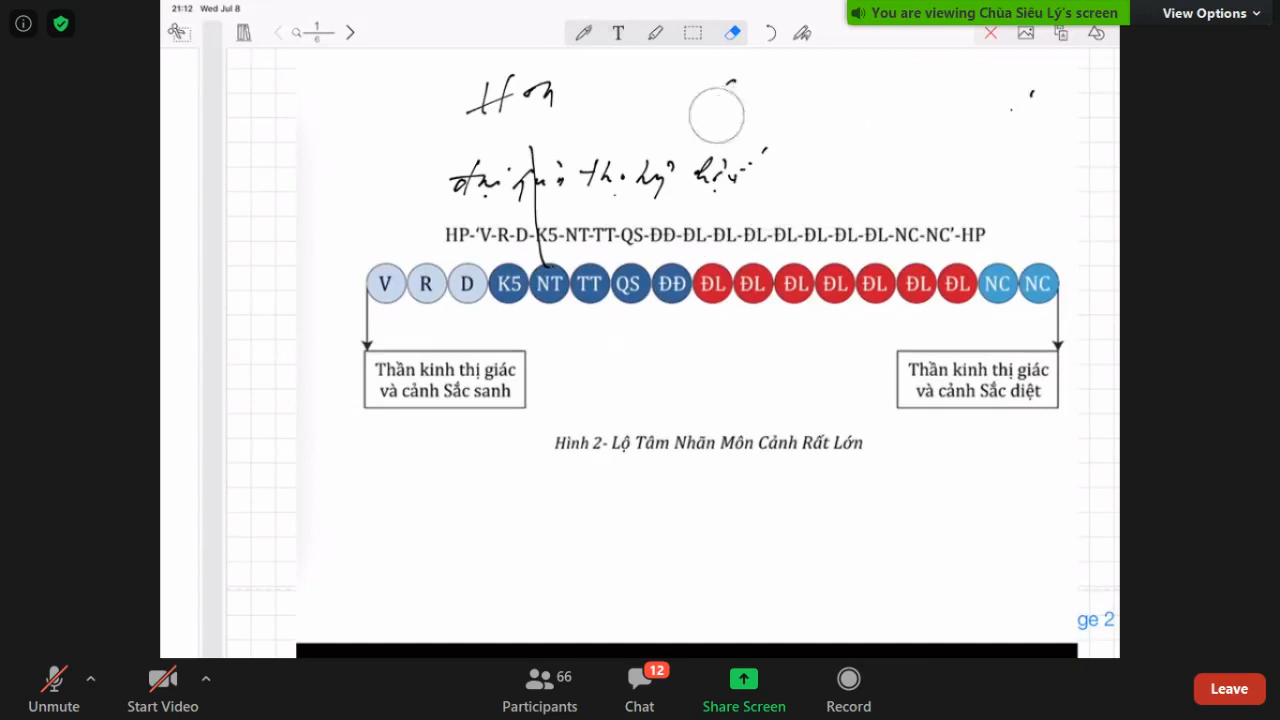 21:12 Wed Jul 8
You are viewing Chùa Siêu Lý's screen
View Options
1
6
T
HP-'V-R-D-K5-NT-TT-QS-ĐĐ-ĐL-ĐL-ĐL-ĐL-ĐL-ĐL-ĐL-NC-NC'-HP
V R D K5 NT TT QS ĐĐ ĐL ĐL ĐL ĐL ĐL ĐL ĐL NC NC
Thần kinh thị giác
và cảnh Sắc sanh
Thần kinh thị giác
và cảnh Sắc diệt
Hình 2- Lộ Tâm Nhãn Môn Cảnh Rất Lớn
ge 2
66
12
Unmute
Start Video
Participants
Chat
Share Screen
Record
Leave